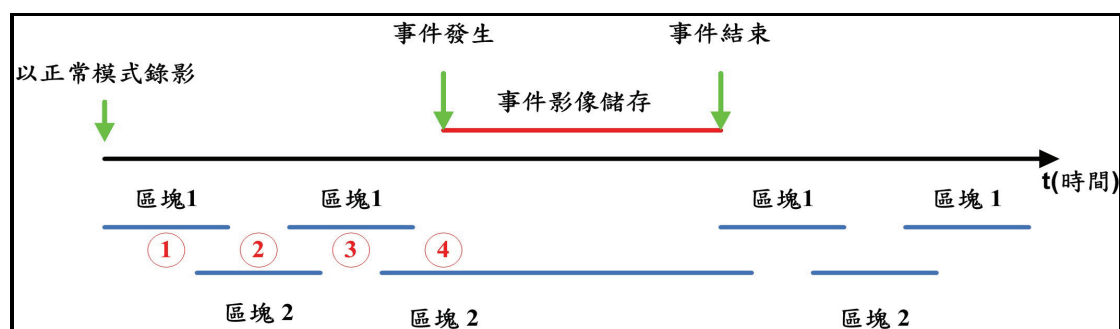 事件發生
事件結束
以正常模式錄影
事件影像儲存
t(時間)
區塊1
區塊1
區塊1
區塊 1
1
2
3
4
區塊 2
區塊 2
區塊 2